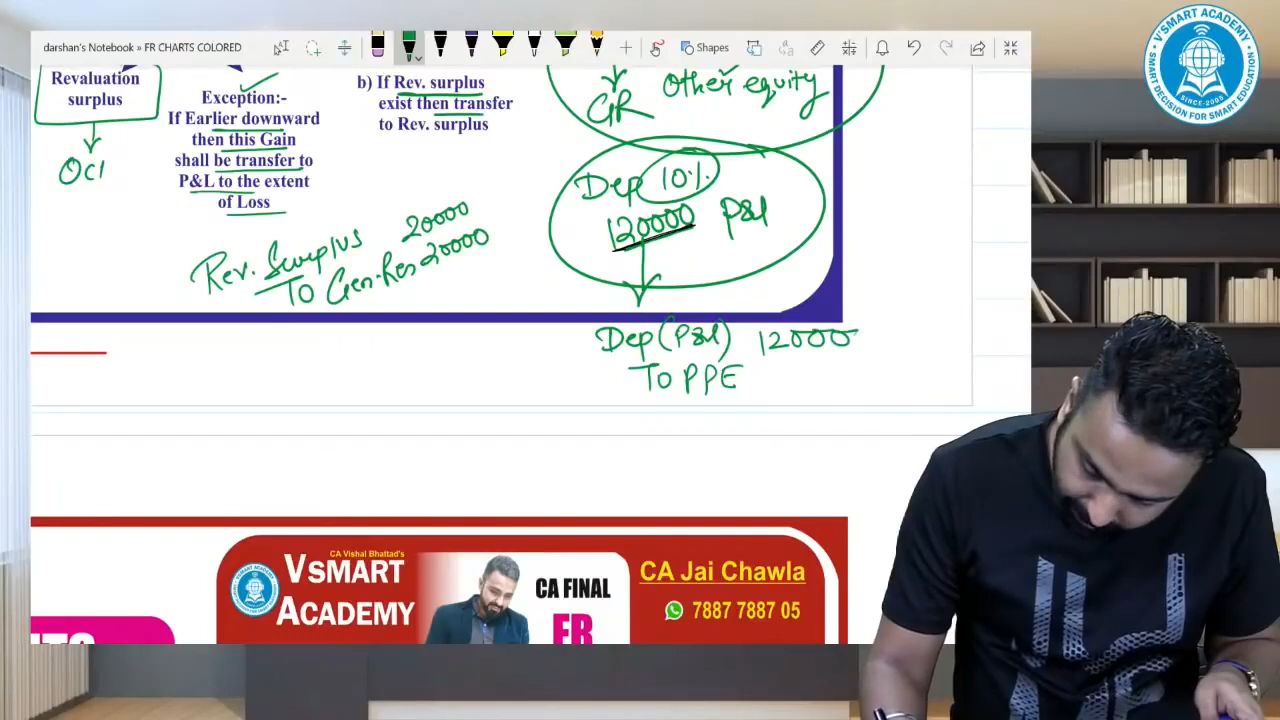 darshan's Notebook » FR CHARTS COLORED
Shapes
Revaluation
surplus
OCI
Exception:-
If Earlier downward
then this Gain
shall be transfer to
P&L to the extent
of Loss
b) If Rev. surplus
exist then transfer
to Rev. surplus
GR
Other equity
Dep 10%
120000 P&L
Rev. Surplus 20000
To Gen. Res 20000
Dep (P&L) 12000
To PPE
CA Vishal Bhattad's
VSMART
ACADEMY
CA FINAL
FR
CA Jai Chawla
7887 7887 05
V'SMART ACADEMY
SINCE-2005
SMART DECISION FOR SMART EDUCATION